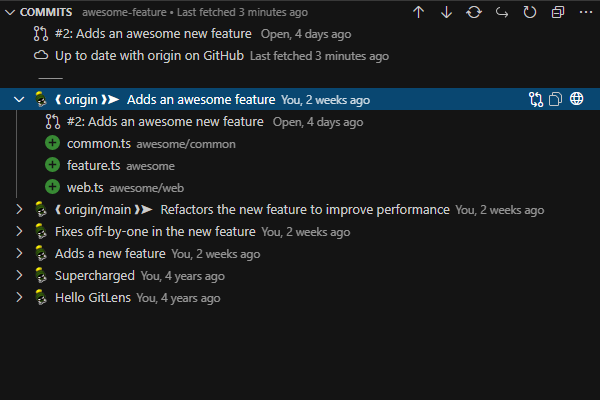 COMMITS awesome-feature • Last fetched 3 minutes ago
#2: Adds an awesome new feature Open, 4 days ago
Up to date with origin on GitHub Last fetched 3 minutes ago
❰ origin ❱➤ Adds an awesome feature You, 2 weeks ago
#2: Adds an awesome new feature Open, 4 days ago
common.ts awesome/common
feature.ts awesome
web.ts awesome/web
❰ origin/main ❱➤ Refactors the new feature to improve performance You, 2 weeks ago
Fixes off-by-one in the new feature You, 2 weeks ago
Adds a new feature You, 2 weeks ago
Supercharged You, 4 years ago
Hello GitLens You, 4 years ago